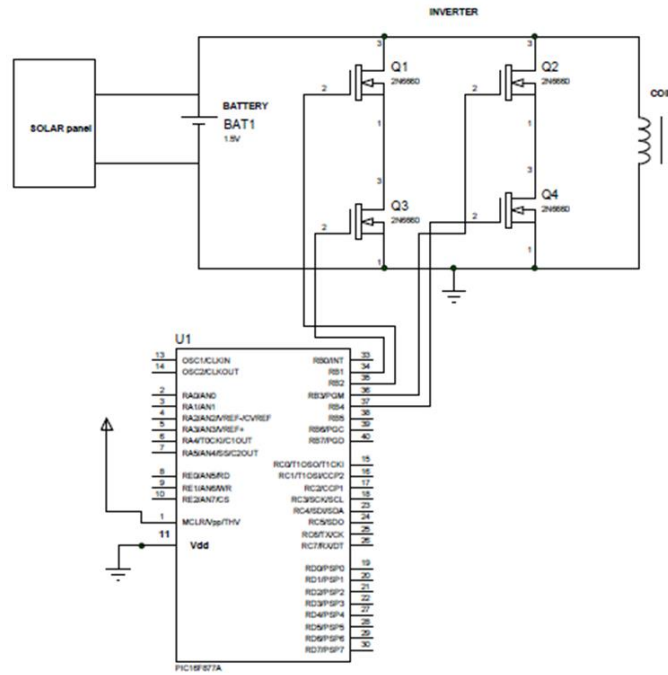 INVERTER
SOLAR panel
BATTERY
BAT1
1.5V
3
Q1
2
2N6660
1
3
Q2
2
2N6660
1
3
Q3
2
2N6660
1
3
Q4
2
2N6660
1
U1
13 OSC1/CLKIN
14 OSC2/CLKOUT
2 RA0/AN0
3 RA1/AN1
4 RA2/AN2/VREF-/CVREF
5 RA3/AN3/VREF+
6 RA4/T0CKI/C1OUT
7 RA5/AN4/SS/C2OUT
8 RE0/AN5/RD
9 RE1/AN6/WR
10 RE2/AN7/CS
1 MCLR/Vpp/THV
11 Vdd
RB0/INT 33
RB1 34
RB2 35
RB3/PGM 36
RB4 37
RB5 38
RB6/PGC 39
RB7/PGD 40
RC0/T1OSO/T1CKI 15
RC1/T1OSI/CCP2 16
RC2/CCP1 17
RC3/SCK/SCL 18
RC4/SDI/SDA 23
RC5/SDO 24
RC6/TX/CK 25
RC7/RX/DT 26
RD0/PSP0 19
RD1/PSP1 20
RD2/PSP2 21
RD3/PSP3 22
RD4/PSP4 27
RD5/PSP5 28
RD6/PSP6 29
RD7/PSP7 30
PIC16F877A